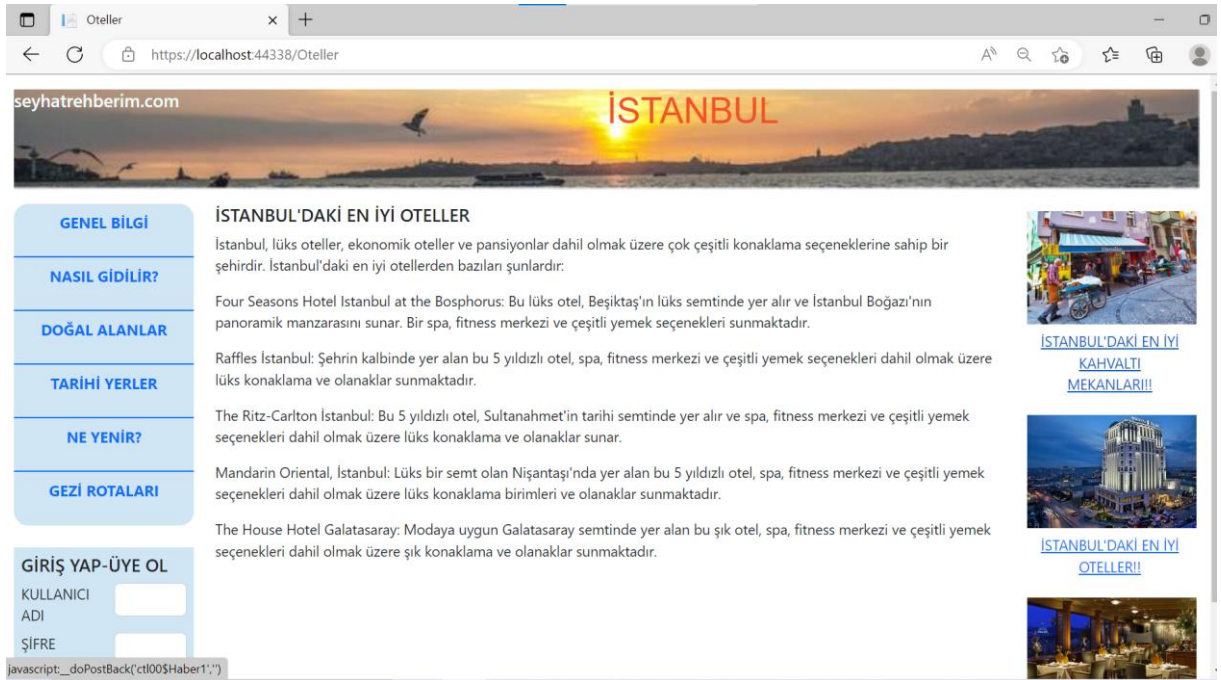 Oteller
https://localhost:44338/Oteller
seyhatrehberim.com
İSTANBUL
GENEL BİLGİ
NASIL GİDİLİR?
DOĞAL ALANLAR
TARİHİ YERLER
NE YENİR?
GEZİ ROTALARI
GİRİŞ YAP-ÜYE OL
KULLANICI
ADI
ŞİFRE
İSTANBUL'DAKİ EN İYİ OTELLER
İstanbul, lüks oteller, ekonomik oteller ve pansiyonlar dahil olmak üzere çok çeşitli konaklama seçeneklerine sahip bir
şehirdir. İstanbul'daki en iyi otellerden bazıları şunlardır:
Four Seasons Hotel Istanbul at the Bosphorus: Bu lüks otel, Beşiktaş'ın lüks semtinde yer alır ve İstanbul Boğazı'nın
panoramik manzarasını sunar. Bir spa, fitness merkezi ve çeşitli yemek seçenekleri sunmaktadır.
Raffles İstanbul: Şehrin kalbinde yer alan bu 5 yıldızlı otel, spa, fitness merkezi ve çeşitli yemek seçenekleri dahil olmak üzere
lüks konaklama ve olanaklar sunmaktadır.
The Ritz-Carlton İstanbul: Bu 5 yıldızlı otel, Sultanahmet'in tarihi semtinde yer alır ve spa, fitness merkezi ve çeşitli yemek
seçenekleri dahil olmak üzere lüks konaklama ve olanaklar sunar.
Mandarin Oriental, İstanbul: Lüks bir semt olan Nişantaşı'nda yer alan bu 5 yıldızlı otel, spa, fitness merkezi ve çeşitli yemek
seçenekleri dahil olmak üzere lüks konaklama birimleri ve olanaklar sunmaktadır.
The House Hotel Galatasaray: Modaya uygun Galatasaray semtinde yer alan bu şık otel, spa, fitness merkezi ve çeşitli yemek
seçenekleri dahil olmak üzere şık konaklama ve olanaklar sunmaktadır.
İSTANBUL'DAKİ EN İYİ
KAHVALTI
MEKANLARI!!
İSTANBUL'DAKİ EN İYİ
OTELLER!!
javascript:__doPostBack('ctl00$Haber1','')